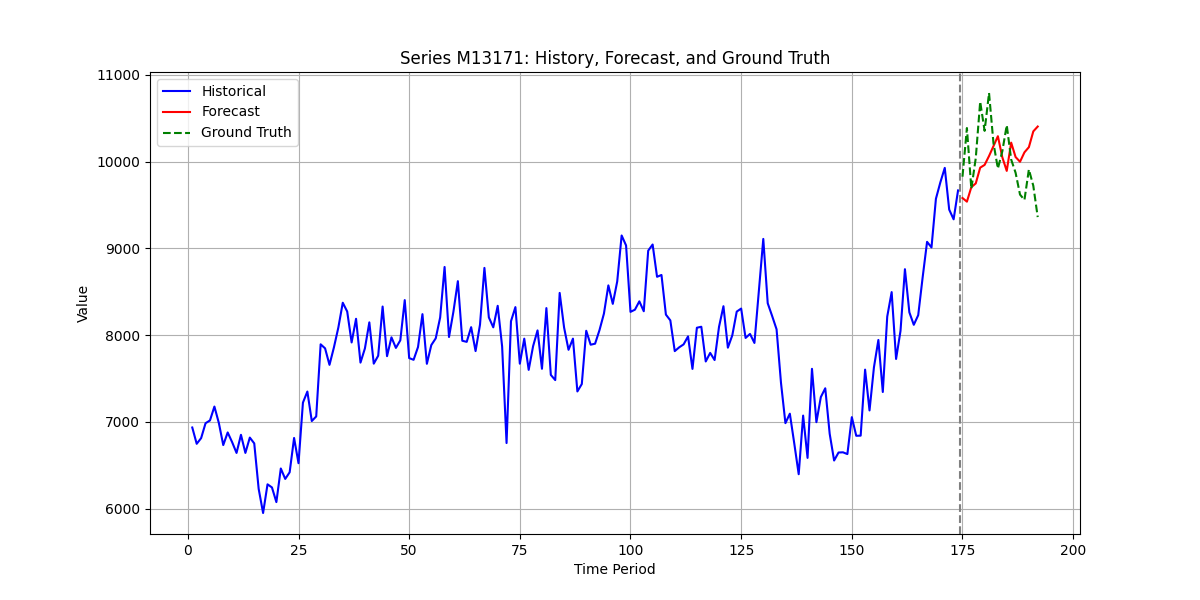 Series M13171: History, Forecast, and Ground Truth
11000
10000
9000
8000
7000
6000
Value
Historical
Forecast
Ground Truth
0 25 50 75 100 125 150 175 200
Time Period